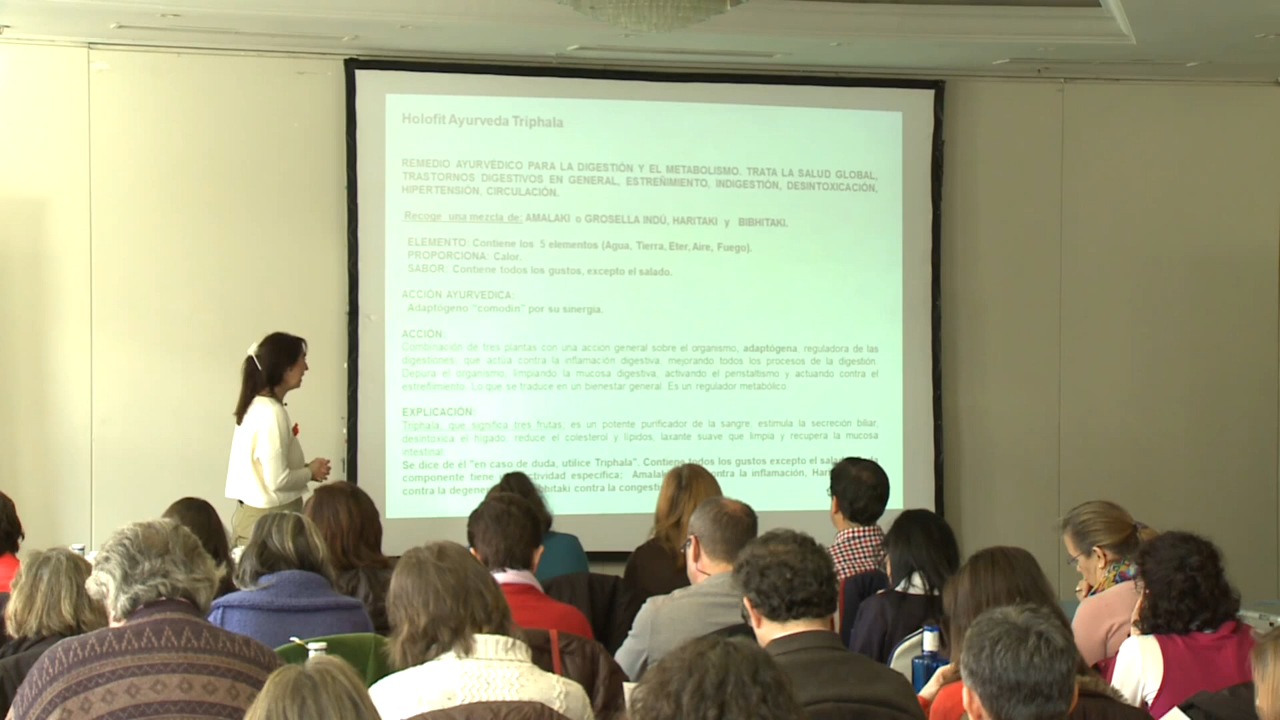 Holofit Ayurveda Triphala
REMEDIO AYURVÉDICO PARA LA DIGESTIÓN Y EL METABOLISMO. TRATA LA SALUD GLOBAL,
TRASTORNOS DIGESTIVOS EN GENERAL, ESTREÑIMIENTO, INDIGESTIÓN, DESINTOXICACIÓN,
HIPERTENSIÓN, CIRCULACIÓN.
Recoge una mezcla de: AMALAKI o GROSELLA INDÚ, HARITAKI y BIBHITAKI.
ELEMENTO: Contiene los 5 elementos (Agua, Tierra, Éter, Aire, Fuego).
PROPORCIONA: Calor.
SABOR: Contiene todos los gustos, excepto el salado.
ACCIÓN AYURVEDICA:
Adaptógeno "comodín" por su sinergia.
ACCIÓN:
Combinación de tres plantas con una acción general sobre el organismo, adaptógena, reguladora de las
digestiones, que actúa contra la inflamación digestiva, mejorando todos los procesos de la digestión.
Depura el organismo, limpiando la mucosa digestiva, activando el peristaltismo y actuando contra el
estreñimiento. Lo que se traduce en un bienestar general. Es un regulador metabólico.
EXPLICACIÓN:
Triphala, que significa tres frutas, es un potente purificador de la sangre, estimula la secreción biliar,
desintoxica el hígado, reduce el colesterol y lípidos, laxante suave que limpia y recupera la mucosa
intestinal.
Se dice de él "en caso de duda, utilice Triphala". Contiene todos los gustos excepto el
componente tiene actividad específica; contra la inflamación,
contra la contra la